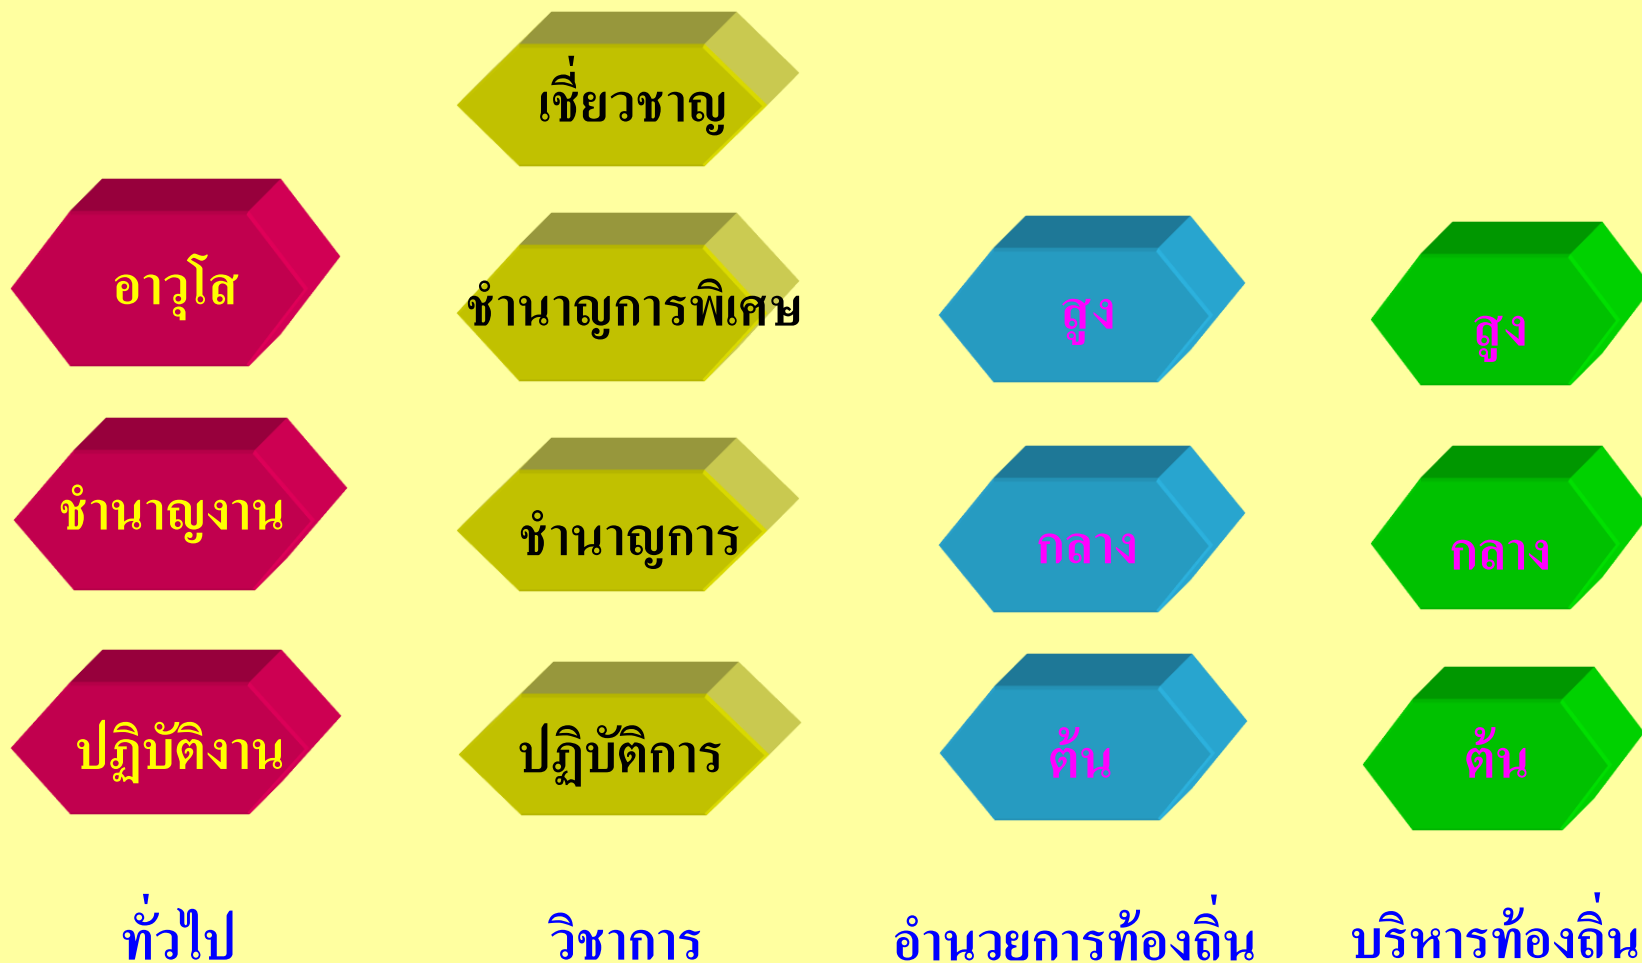 เชี่ยวชาญ
อาวุโส
ชำนาญการพิเศษ
สูง
สูง
ชำนาญงาน
ชำนาญการ
กลาง
กลาง
ปฏิบัติงาน
ปฏิบัติการ
ต้น
ต้น
ทั่วไป
วิชาการ
อำนวยการท้องถิ่น
บริหารท้องถิ่น